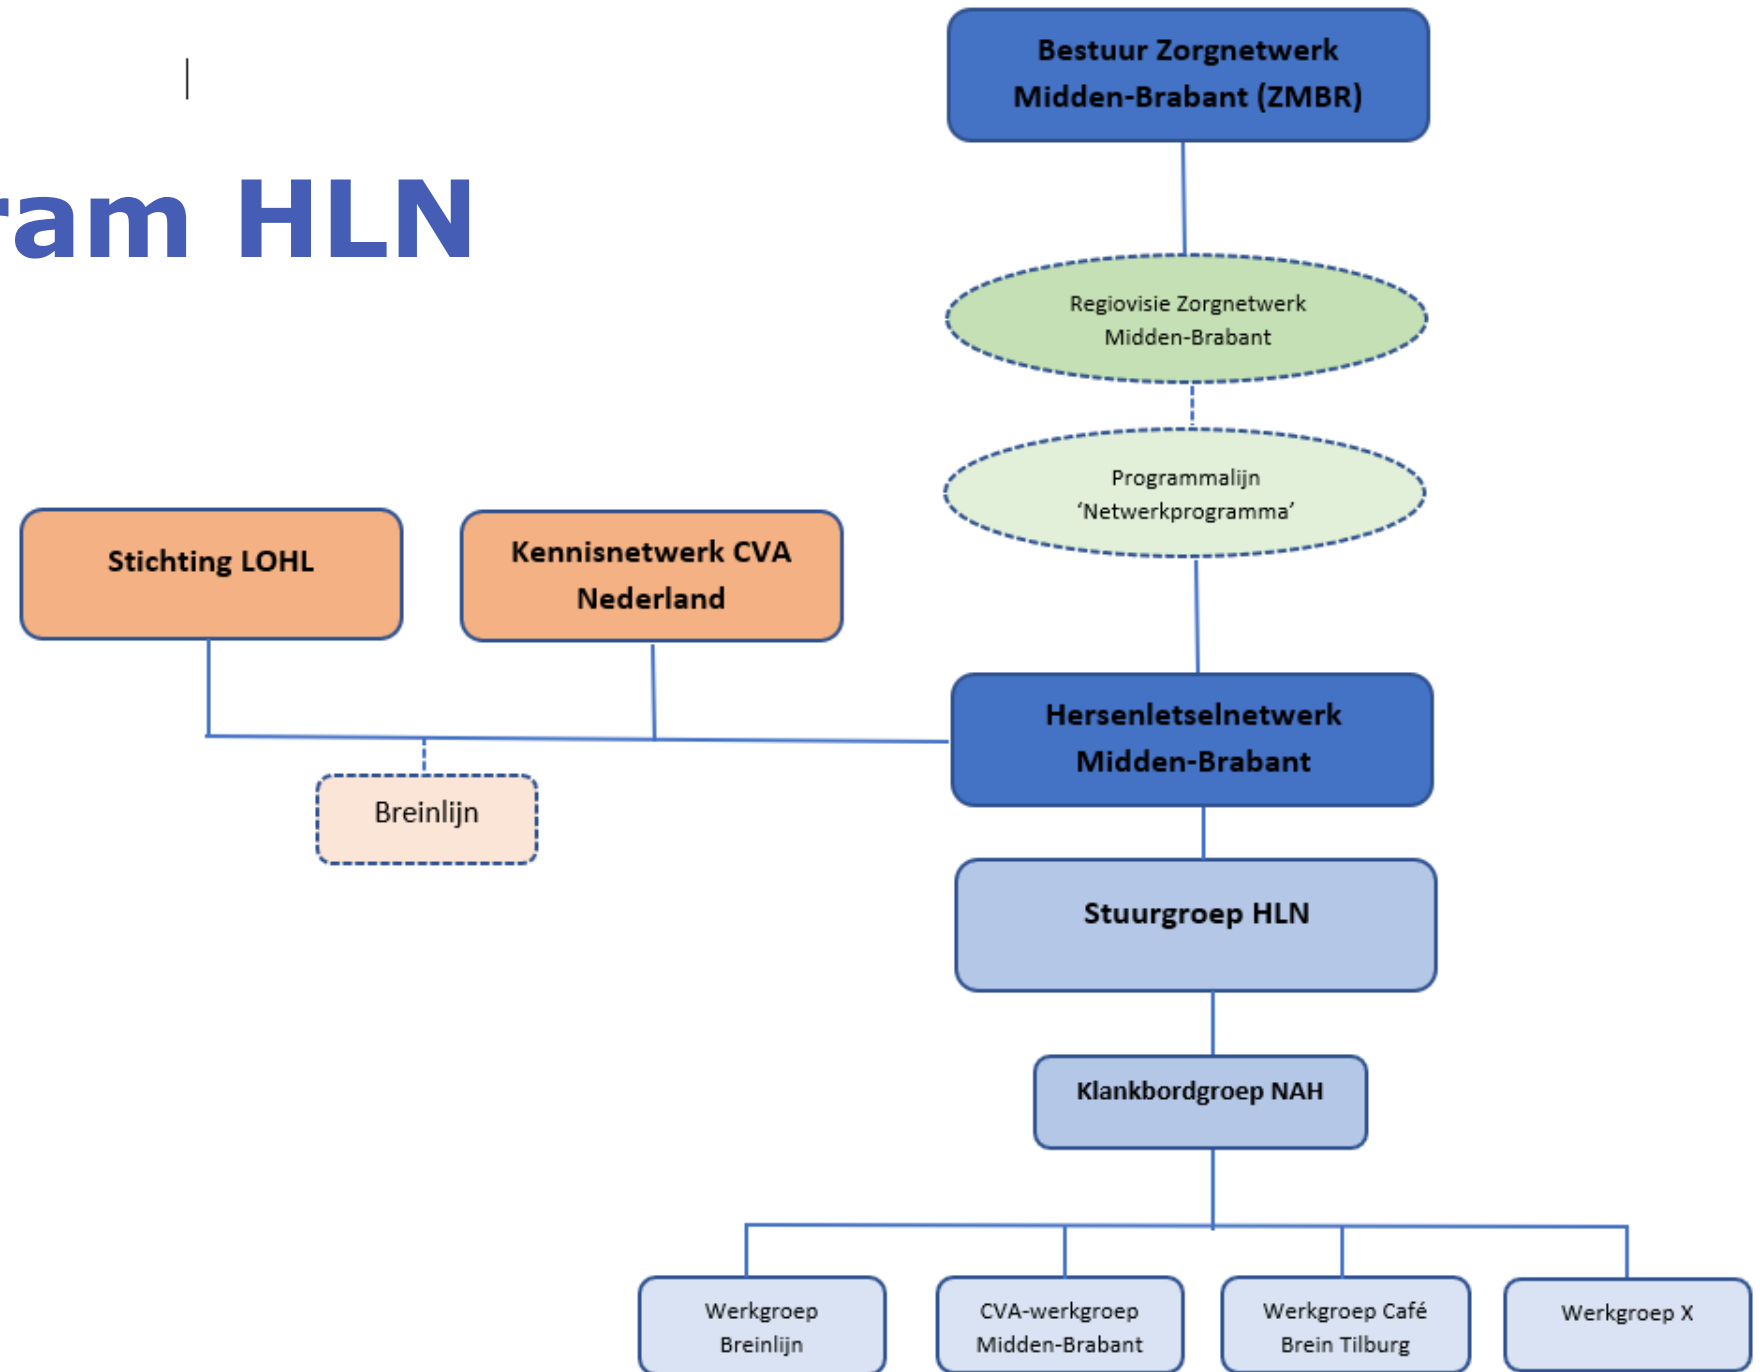 Bestuur Zorgnetwerk
Midden-Brabant (ZMBR)
ram HLN
Regiovisie Zorgnetwerk
Midden-Brabant
Programmalijn
‘Netwerkprogramma’
Stichting LOHL
Kennisnetwerk CVA
Nederland
Hersenletselnetwerk
Midden-Brabant
Breinlijn
Stuurgroep HLN
Klankbordgroep NAH
Werkgroep
Breinlijn
CVA-werkgroep
Midden-Brabant
Werkgroep Café
Brein Tilburg
Werkgroep X